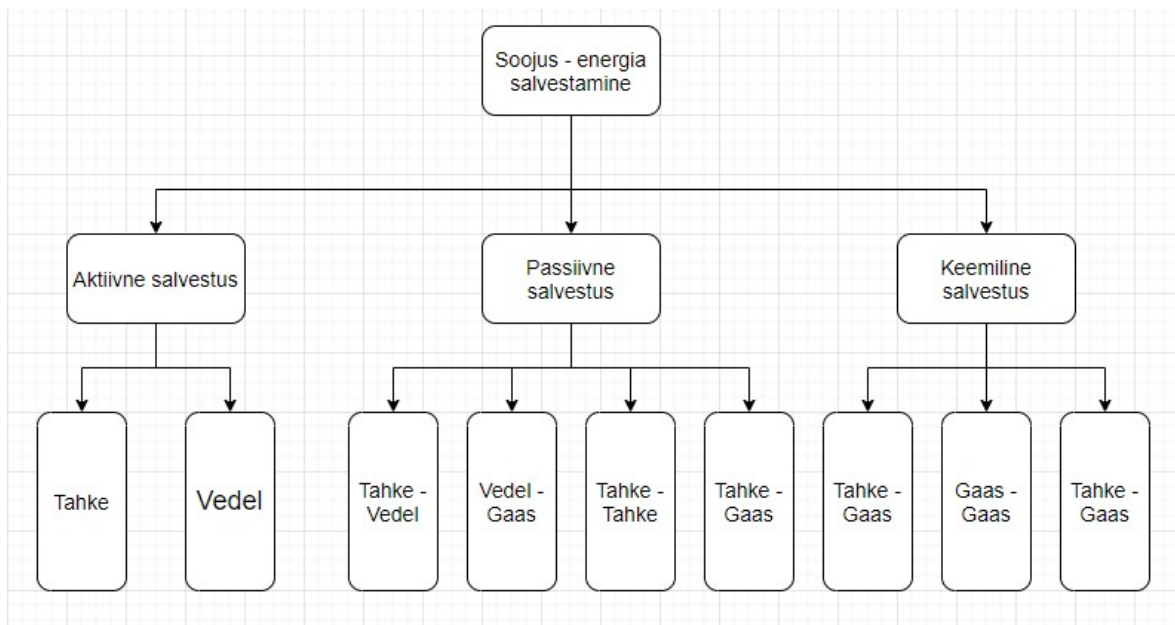 Soojus - energia
salvestamine
Aktiivne salvestus
Passiivne
salvestus
Keemiline
salvestus
Tahke
Vedel
Tahke -
Vedel
Vedel -
Gaas
Tahke -
Tahke
Tahke -
Gaas
Tahke -
Gaas
Gaas -
Gaas
Tahke -
Gaas